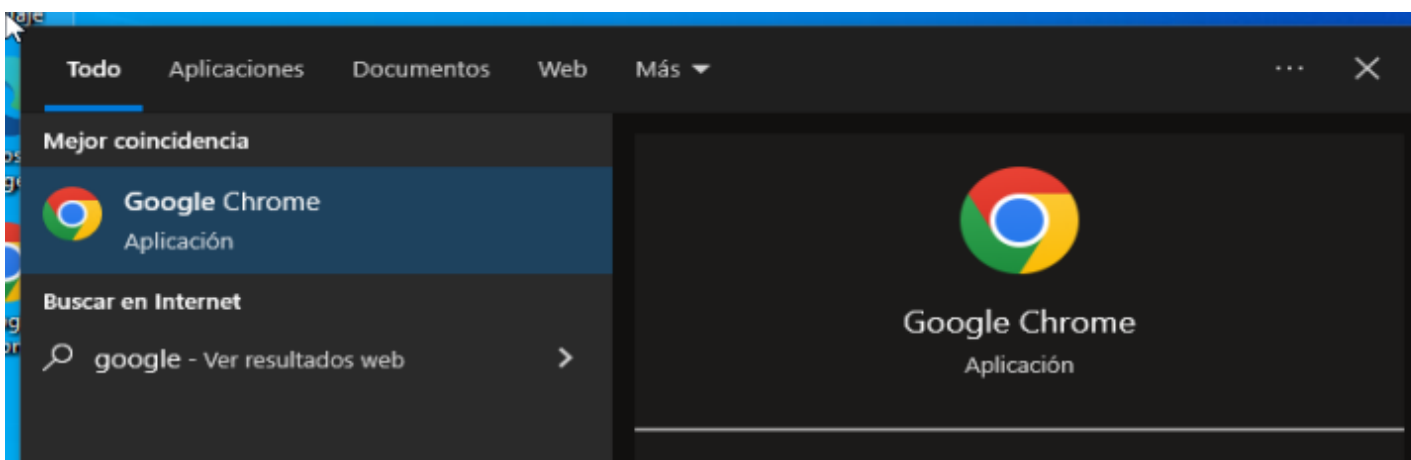 Todo Aplicaciones Documentos Web Más
Mejor coincidencia
Google Chrome
Aplicación
Buscar en Internet
google - Ver resultados web
Google Chrome
Aplicación